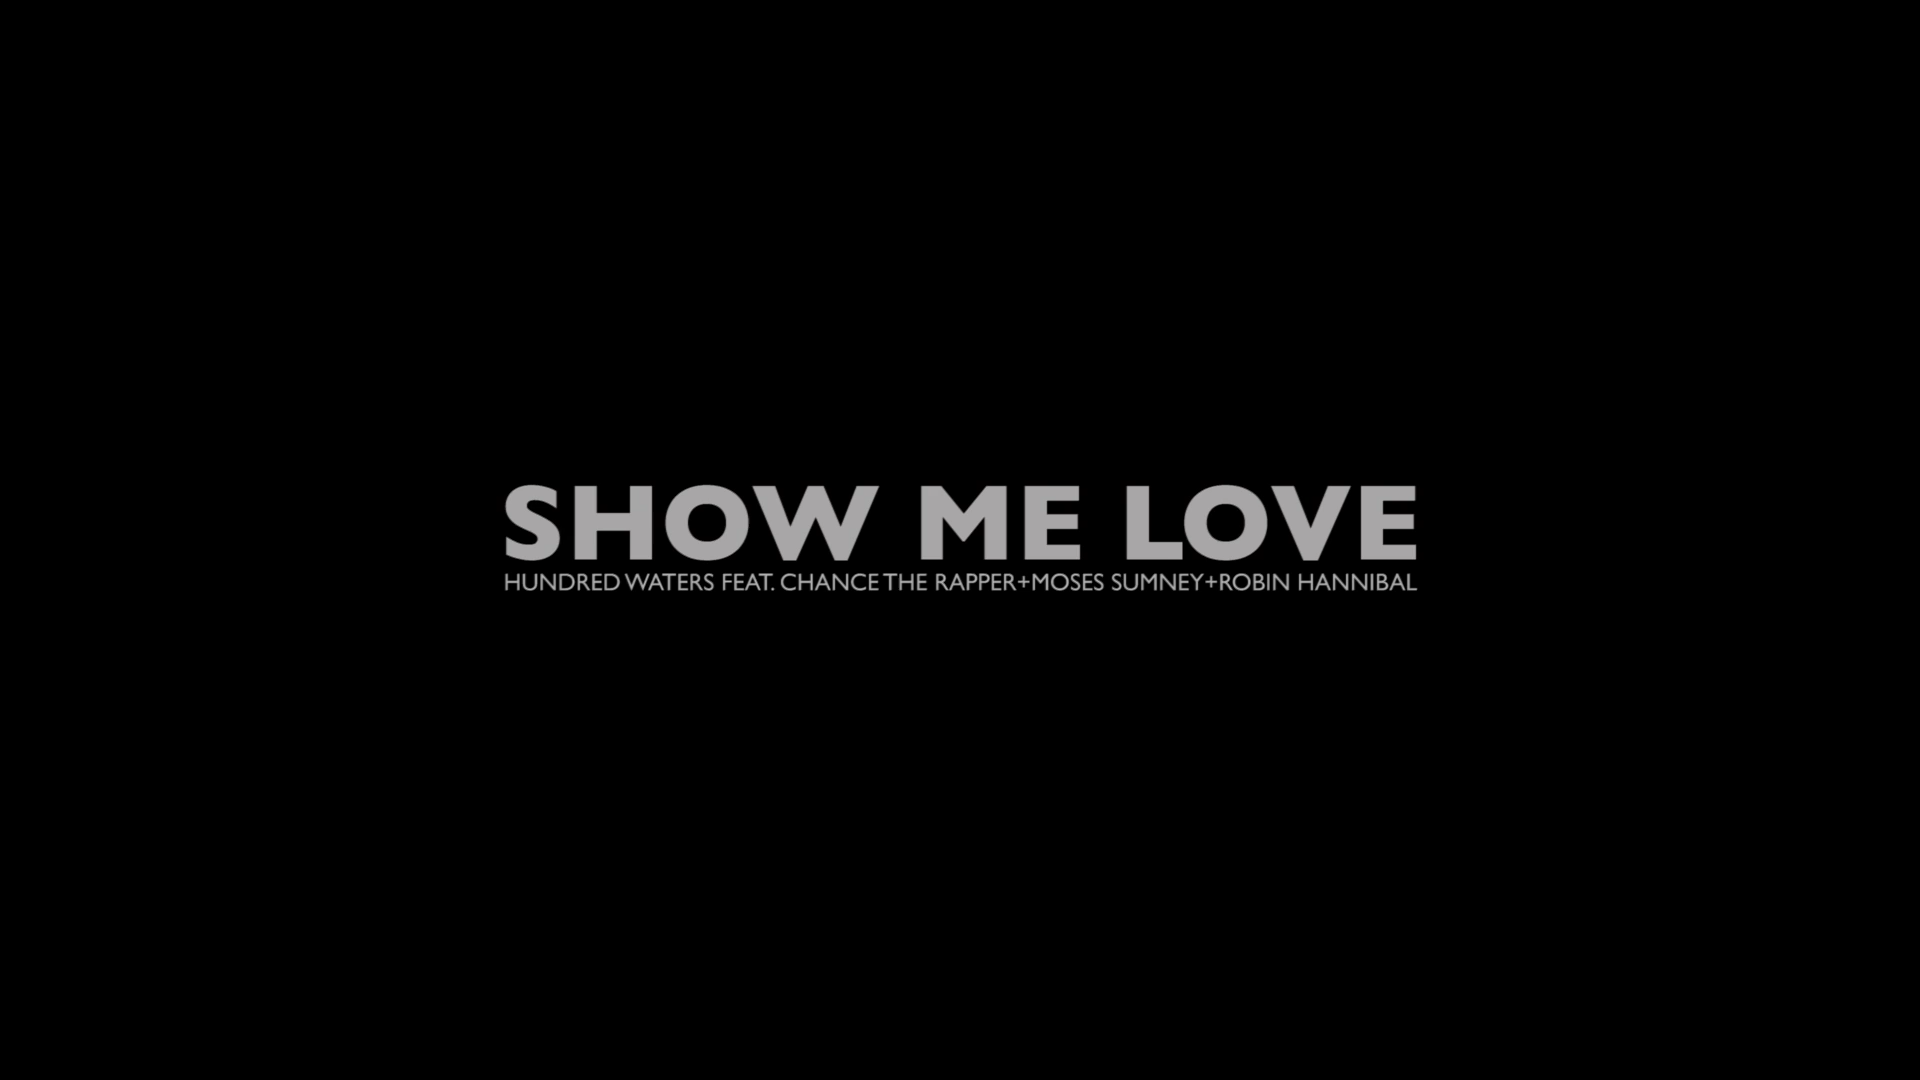 SHOW ME LOVE
HUNDRED WATERS FEAT. CHANCE THE RAPPER+MOSES SUMNEY+ROBIN HANNIBAL